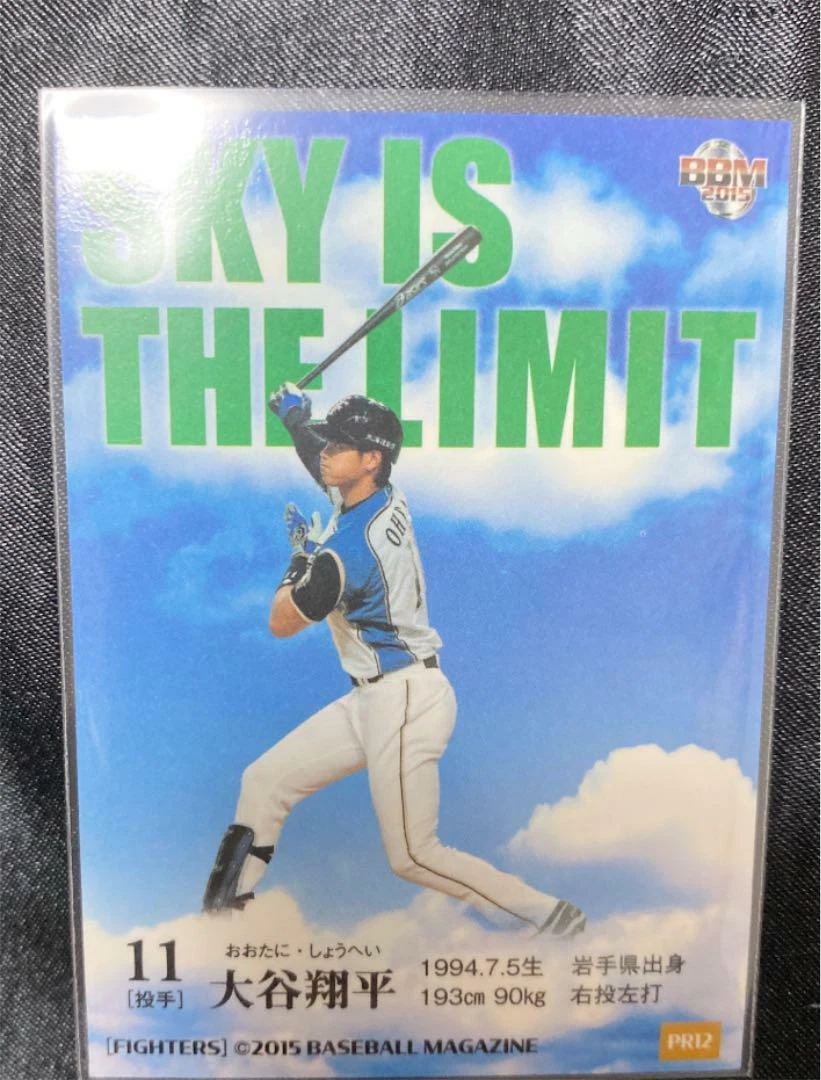 SKY IS
THE LIMIT
BBM
2015
OHTANI
11
[投手]
おおたに・しょうへい
大谷翔平
1994.7.5生 岩手県出身
193cm 90kg 右投左打
[FIGHTERS] ©2015 BASEBALL MAGAZINE
PR12